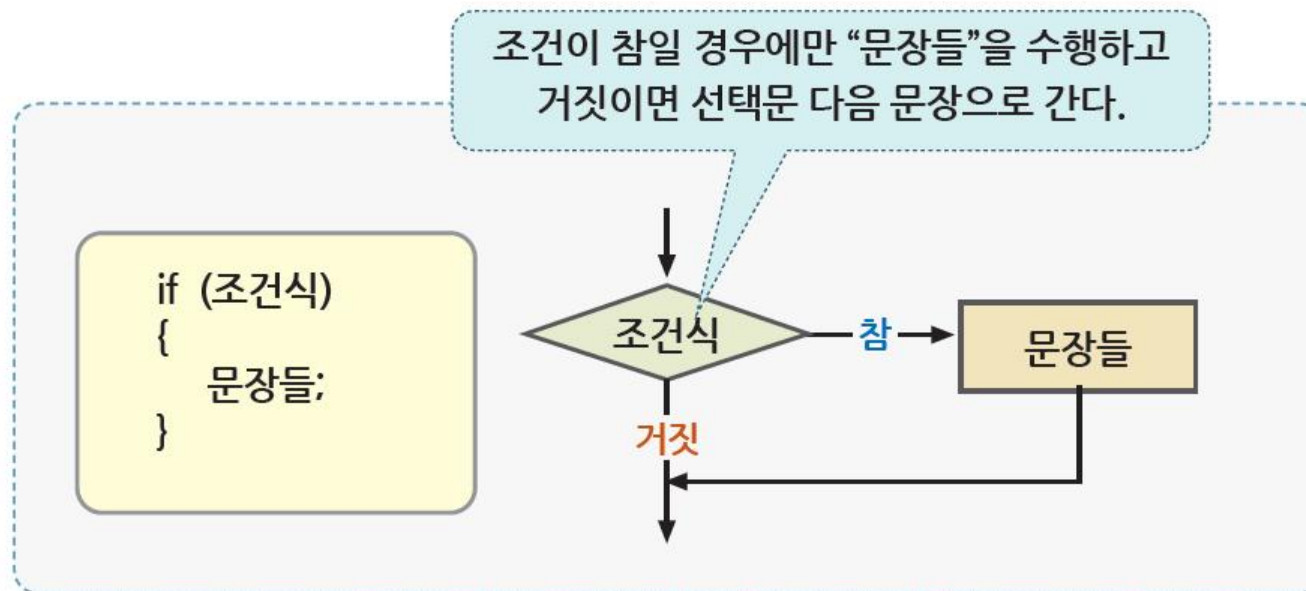 조건이 참일 경우에만 “문장들”을 수행하고
거짓이면 선택문 다음 문장으로 간다.
if (조건식)
{
문장들;
}
조건식
참
문장들
거짓